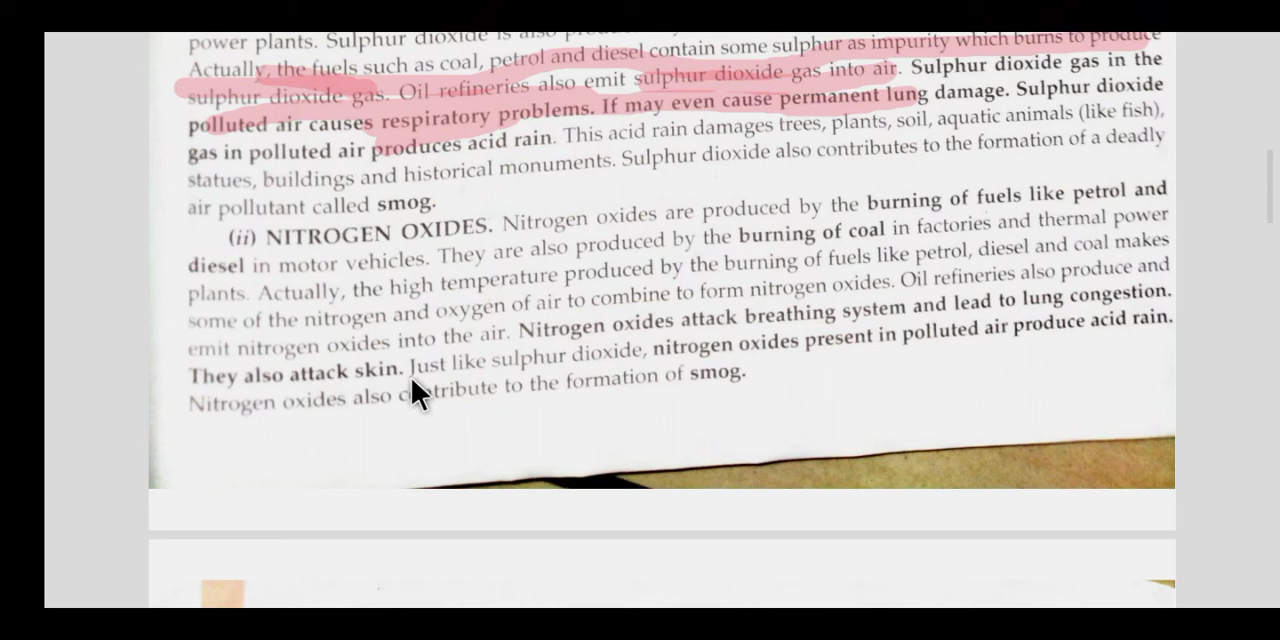 power plants. Sulphur dioxide is also
Actually, the fuels such as coal, petrol and diesel contain some sulphur as impurity which burns to produce
sulphur dioxide gas. Oil refineries also emit sulphur dioxide gas into air. Sulphur dioxide gas in the
polluted air causes respiratory problems. If may even cause permanent lung damage. Sulphur dioxide
gas in polluted air produces acid rain. This acid rain damages trees, plants, soil, aquatic animals (like fish),
statues, buildings and historical monuments. Sulphur dioxide also contributes to the formation of a deadly
air pollutant called smog.
(ii) NITROGEN OXIDES. Nitrogen oxides are produced by the burning of fuels like petrol and
diesel in motor vehicles. They are also produced by the burning of coal in factories and thermal power
plants. Actually, the high temperature produced by the burning of fuels like petrol, diesel and coal makes
some of the nitrogen and oxygen of air to combine to form nitrogen oxides. Oil refineries also produce and
emit nitrogen oxides into the air. Nitrogen oxides attack breathing system and lead to lung congestion.
They also attack skin. Just like sulphur dioxide, nitrogen oxides present in polluted air produce acid rain.
Nitrogen oxides also contribute to the formation of smog.